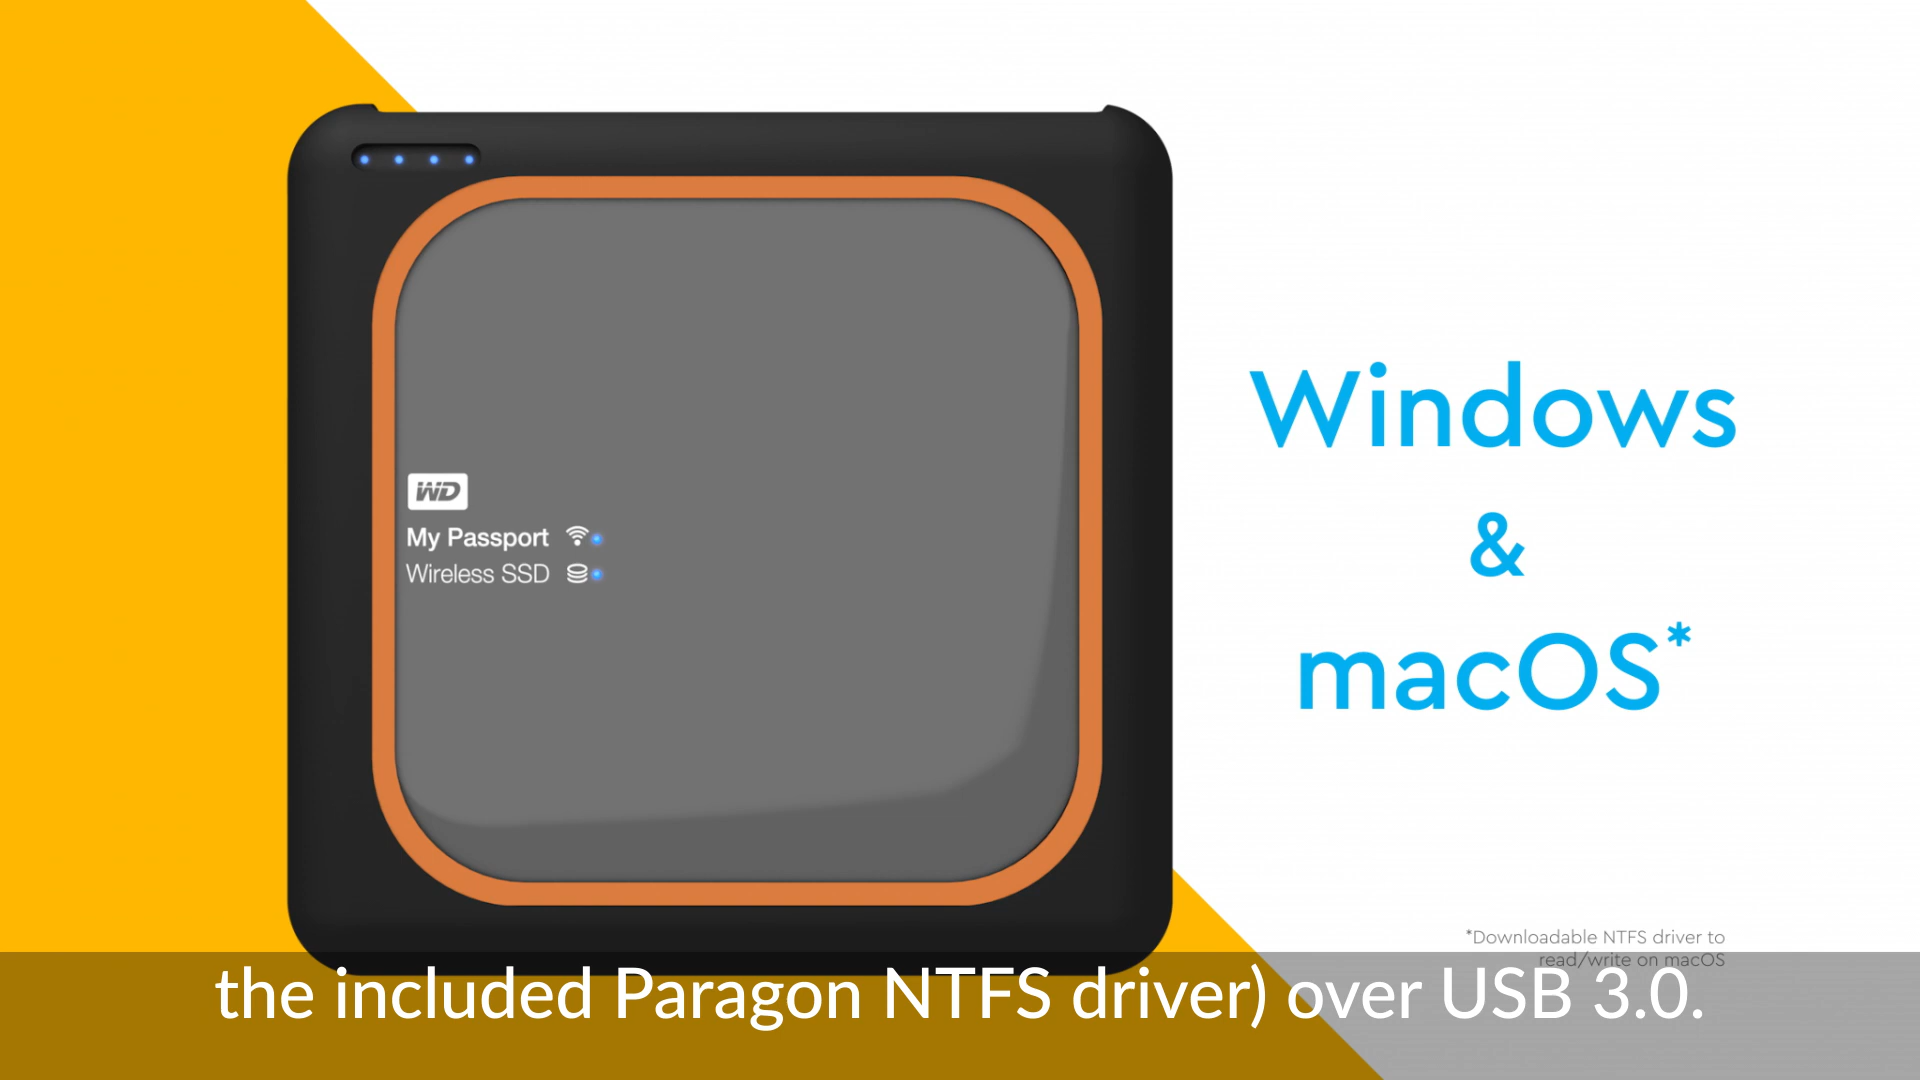 WD
My Passport
Wireless SSD
Windows
&
macOS*
*Downloadable NTFS driver to
read/write on macOS
the included Paragon NTFS driver) over USB 3.0.